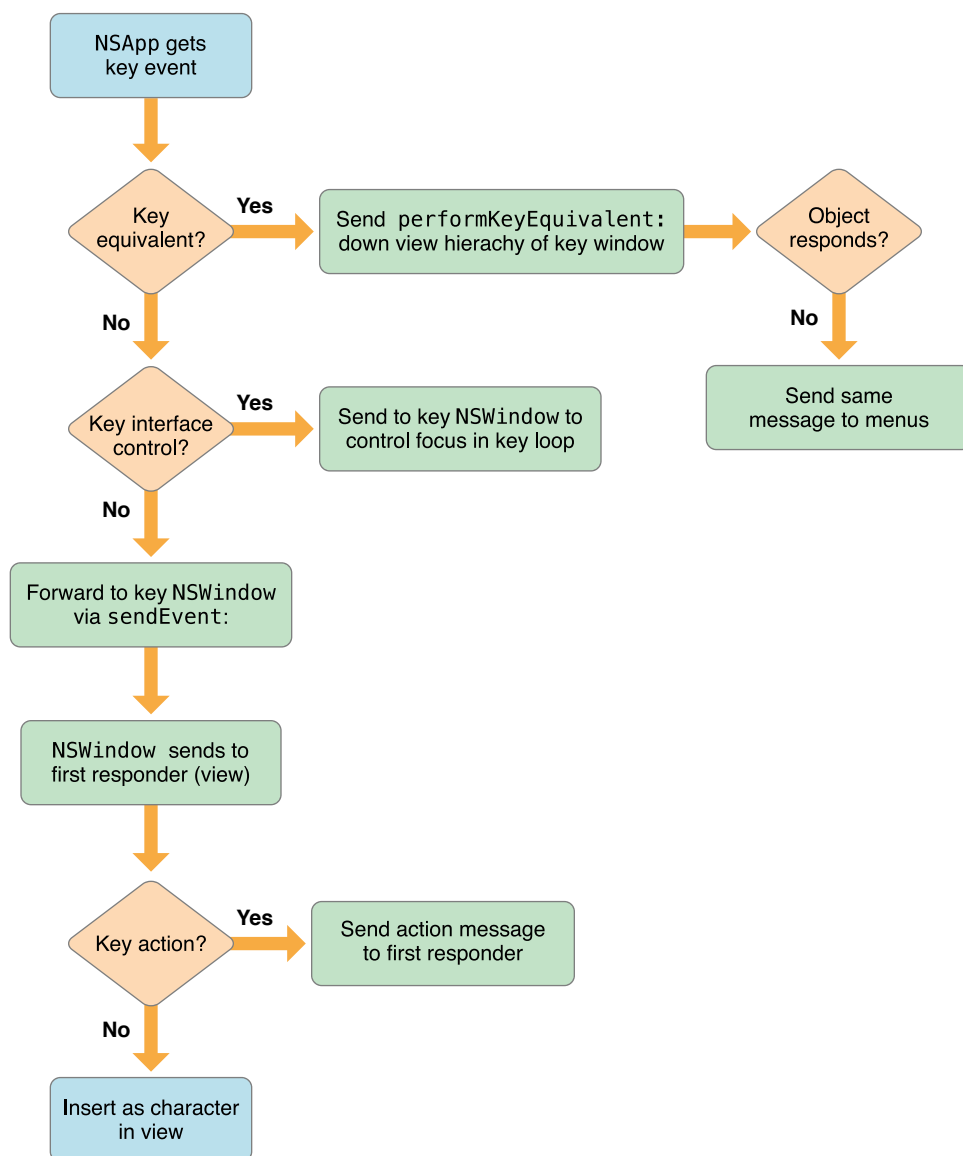 NSApp gets
key event
Key
equivalent?
Yes
Send performKeyEquivalent:
down view hierachy of key window
Object
responds?
No
No
Send same
message to menus
Key interface
control?
Yes
Send to key NSWindow to
control focus in key loop
No
Forward to key NSWindow
via sendEvent:
NSWindow sends to
first responder (view)
Key action?
Yes
Send action message
to first responder
No
Insert as character
in view